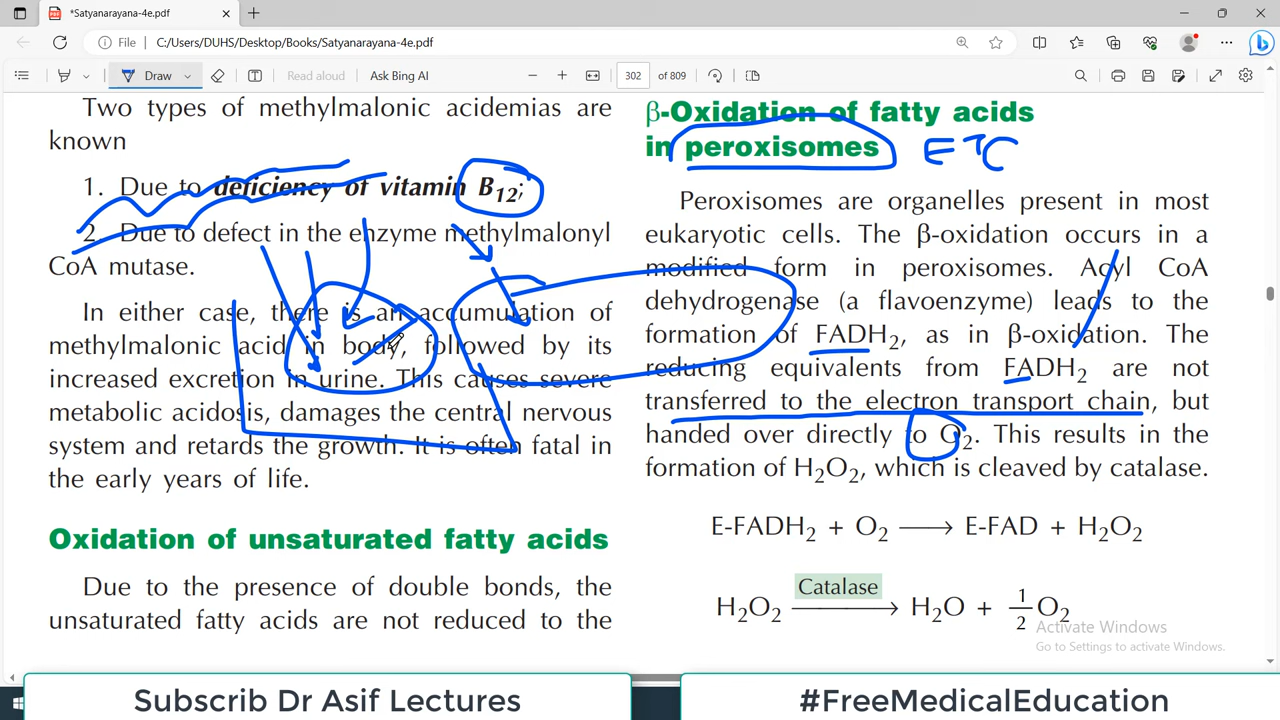 *Satyanarayana-4e.pdf
File C:/Users/DUHS/Desktop/Books/Satyanarayana-4e.pdf
Draw Read aloud Ask Bing AI 302 of 809
Two types of methylmalonic acidemias are
known
1. Due to deficiency of vitamin B12;
2. Due to defect in the enzyme methylmalonyl
CoA mutase.
In either case, there is an accumulation of
methylmalonic acid in body, followed by its
increased excretion in urine. This causes severe
metabolic acidosis, damages the central nervous
system and retards the growth. It is often fatal in
the early years of life.
Oxidation of unsaturated fatty acids
Due to the presence of double bonds, the
unsaturated fatty acids are not reduced to the
β-Oxidation of fatty acids
in peroxisomes ETC
Peroxisomes are organelles present in most
eukaryotic cells. The β-oxidation occurs in a
modified form in peroxisomes. Acyl CoA
dehydrogenase (a flavoenzyme) leads to the
formation of FADH2, as in β-oxidation. The
reducing equivalents from FADH2 are not
transferred to the electron transport chain, but
handed over directly to O2. This results in the
formation of H2O2, which is cleaved by catalase.
E-FADH2 + O2 ⟶ E-FAD + H2O2
Catalase
H2O2 ⟶ H2O + 1/2 O2
Activate Windows
Go to Settings to activate Windows.
Subscrib Dr Asif Lectures
#FreeMedicalEducation